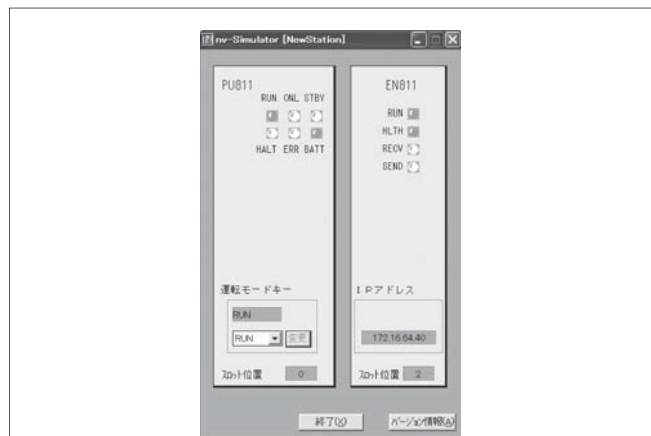 nv-Simulator [NewStation]
PU811
RUN ONL STBY
HALT ERR BATT
運転モードキー
RUN
RUN 変更
スロット位置 0
EN811
RUN
HLTH
RECV
SEND
IPアドレス
172.16.64.40
スロット位置 2
終了(X)
バージョン情報(A)